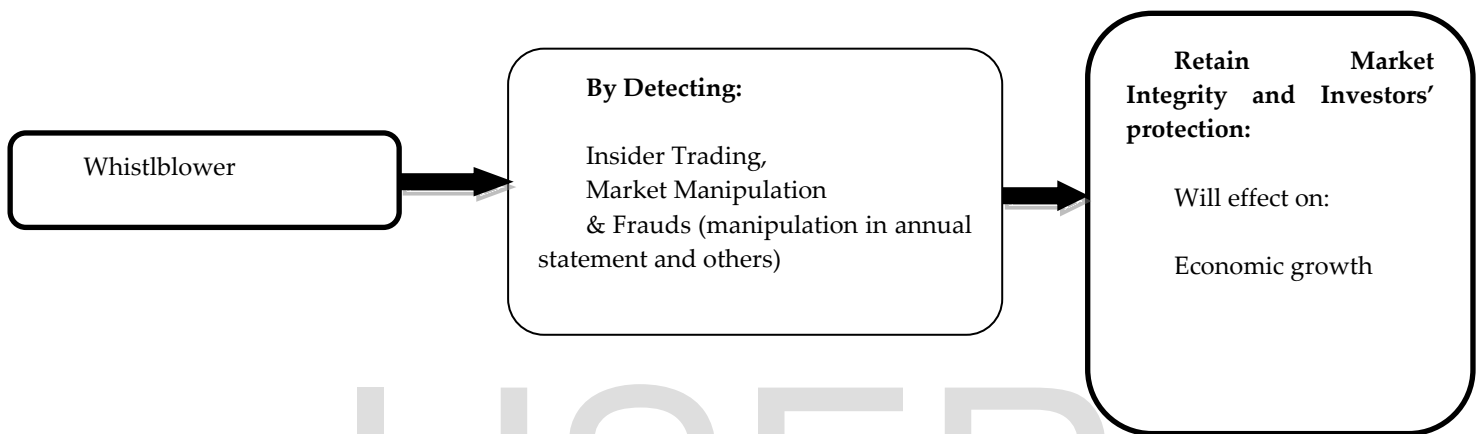 Whistlblower
By Detecting:
Insider Trading,
Market Manipulation
& Frauds (manipulation in annual
statement and others)
Retain Market
Integrity and Investors’
protection:
Will effect on:
Economic growth